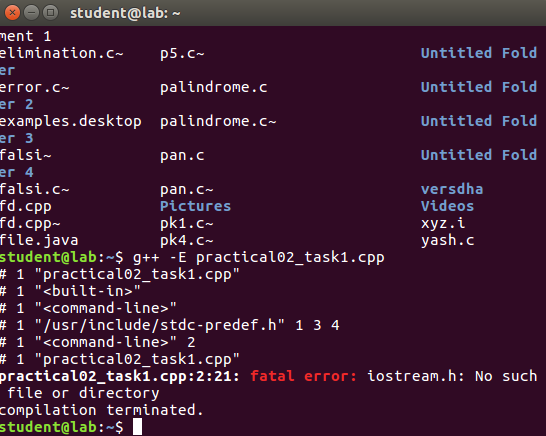 student@lab: ~
ment 1
elimination.c~ p5.c~ Untitled Fold
er
error.c~ palindrome.c Untitled Fold
er 2
examples.desktop palindrome.c~ Untitled Fold
er 3
falsi~ pan.c Untitled Fold
er 4
falsi.c~ pan.c~ versdha
fd.cpp Pictures Videos
fd.cpp~ pk1.c~ xyz.i
file.java pk4.c~ yash.c
student@lab:~$ g++ -E practical02_task1.cpp
# 1 "practical02_task1.cpp"
# 1 "<built-in>"
# 1 "<command-line>"
# 1 "/usr/include/stdc-predef.h" 1 3 4
# 1 "<command-line>" 2
# 1 "practical02_task1.cpp"
practical02_task1.cpp:2:21: fatal error: iostream.h: No such
 file or directory
compilation terminated.
student@lab:~$